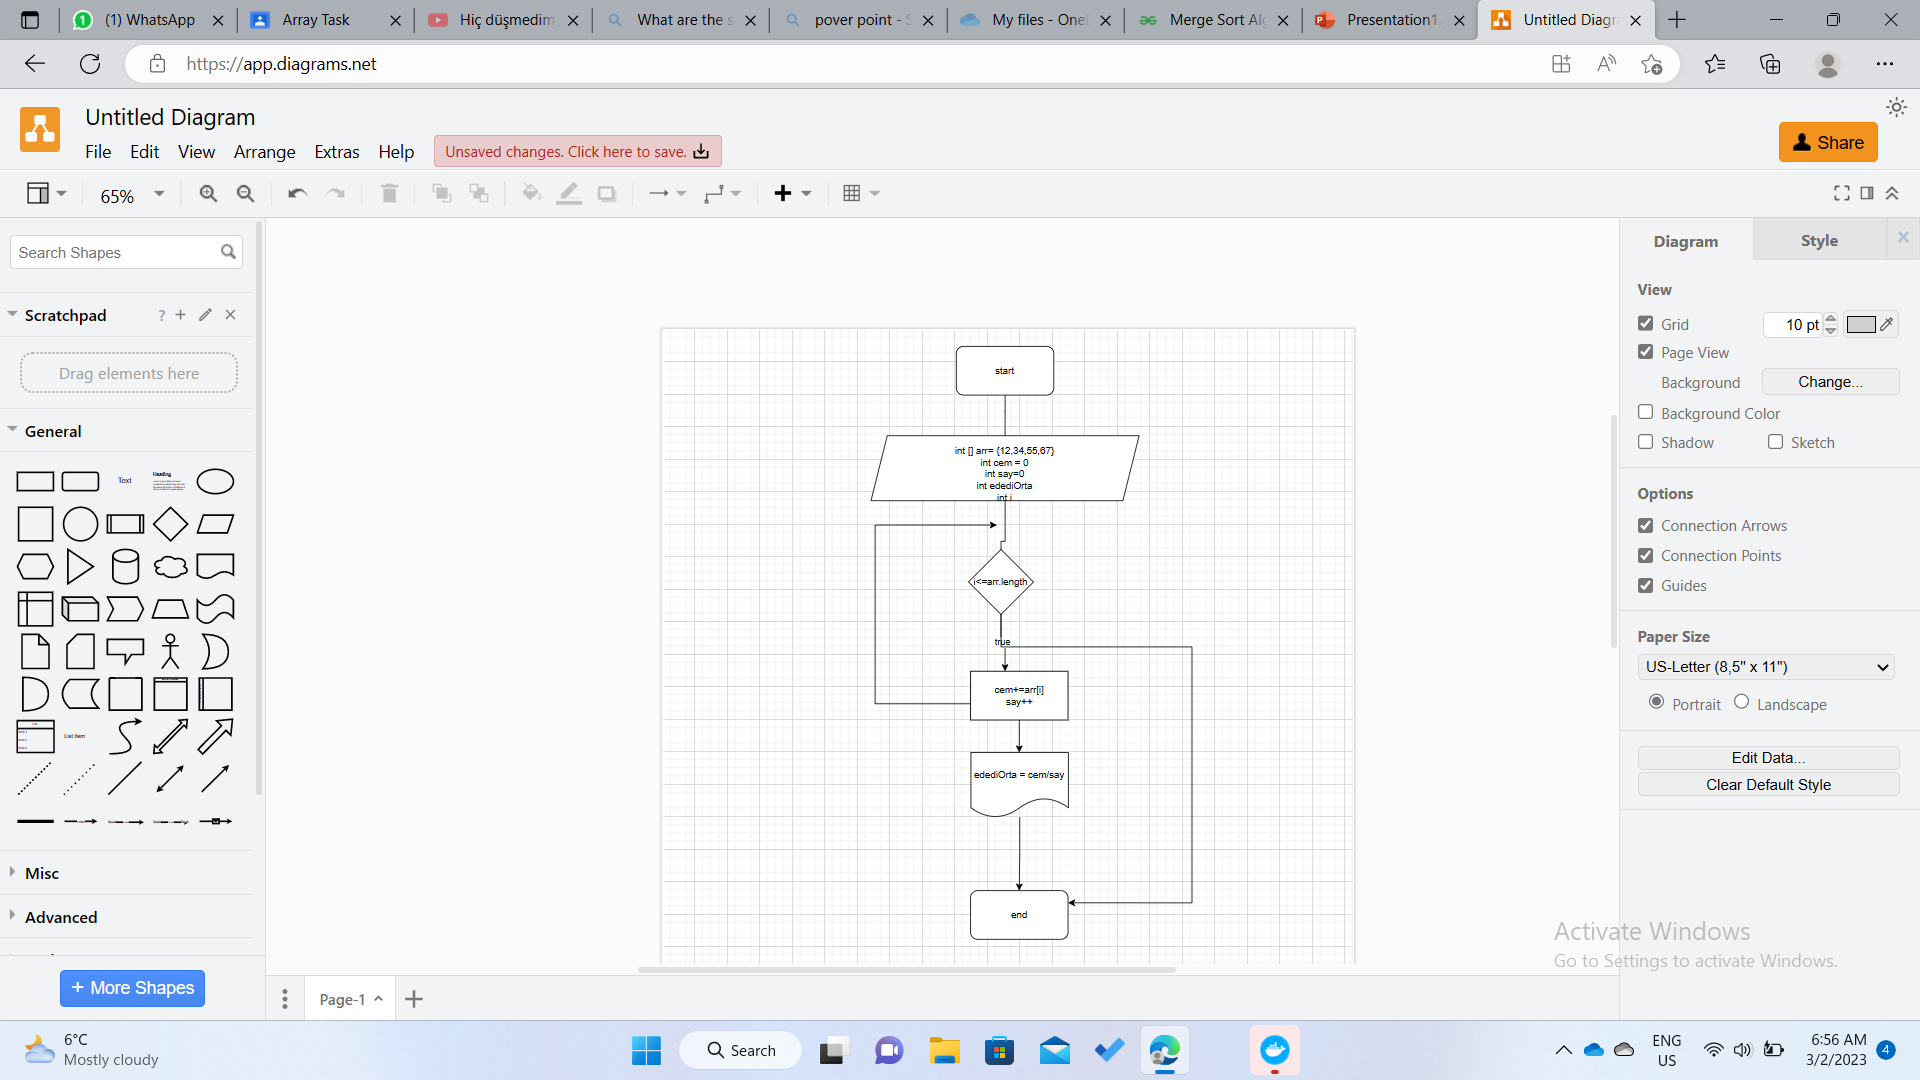 (1) WhatsApp
Array Task
Hiç düşmedim
What are the s
pover point - S
My files - One
Merge Sort Alg
Presentation1.
Untitled Diagr
https://app.diagrams.net
Untitled Diagram
File Edit View Arrange Extras Help
Unsaved changes. Click here to save.
Share
65%
Search Shapes
Scratchpad
?
Drag elements here
General
Text
Heading
List Item
Misc
Advanced
+ More Shapes
start
int [] arr= {12,34,55,67}
int cem = 0
int say=0
int edediOrta
int i
i<=arr.length
true
cem+=arr[i]
say++
edediOrta = cem/say
end
Page-1
Diagram
Style
View
Grid
10 pt
Page View
Background
Change...
Background Color
Shadow
Sketch
Options
Connection Arrows
Connection Points
Guides
Paper Size
US-Letter (8,5" x 11")
Portrait
Landscape
Edit Data...
Clear Default Style
Activate Windows
Go to Settings to activate Windows.
6°C
Mostly cloudy
Search
ENG
US
6:56 AM
3/2/2023
4